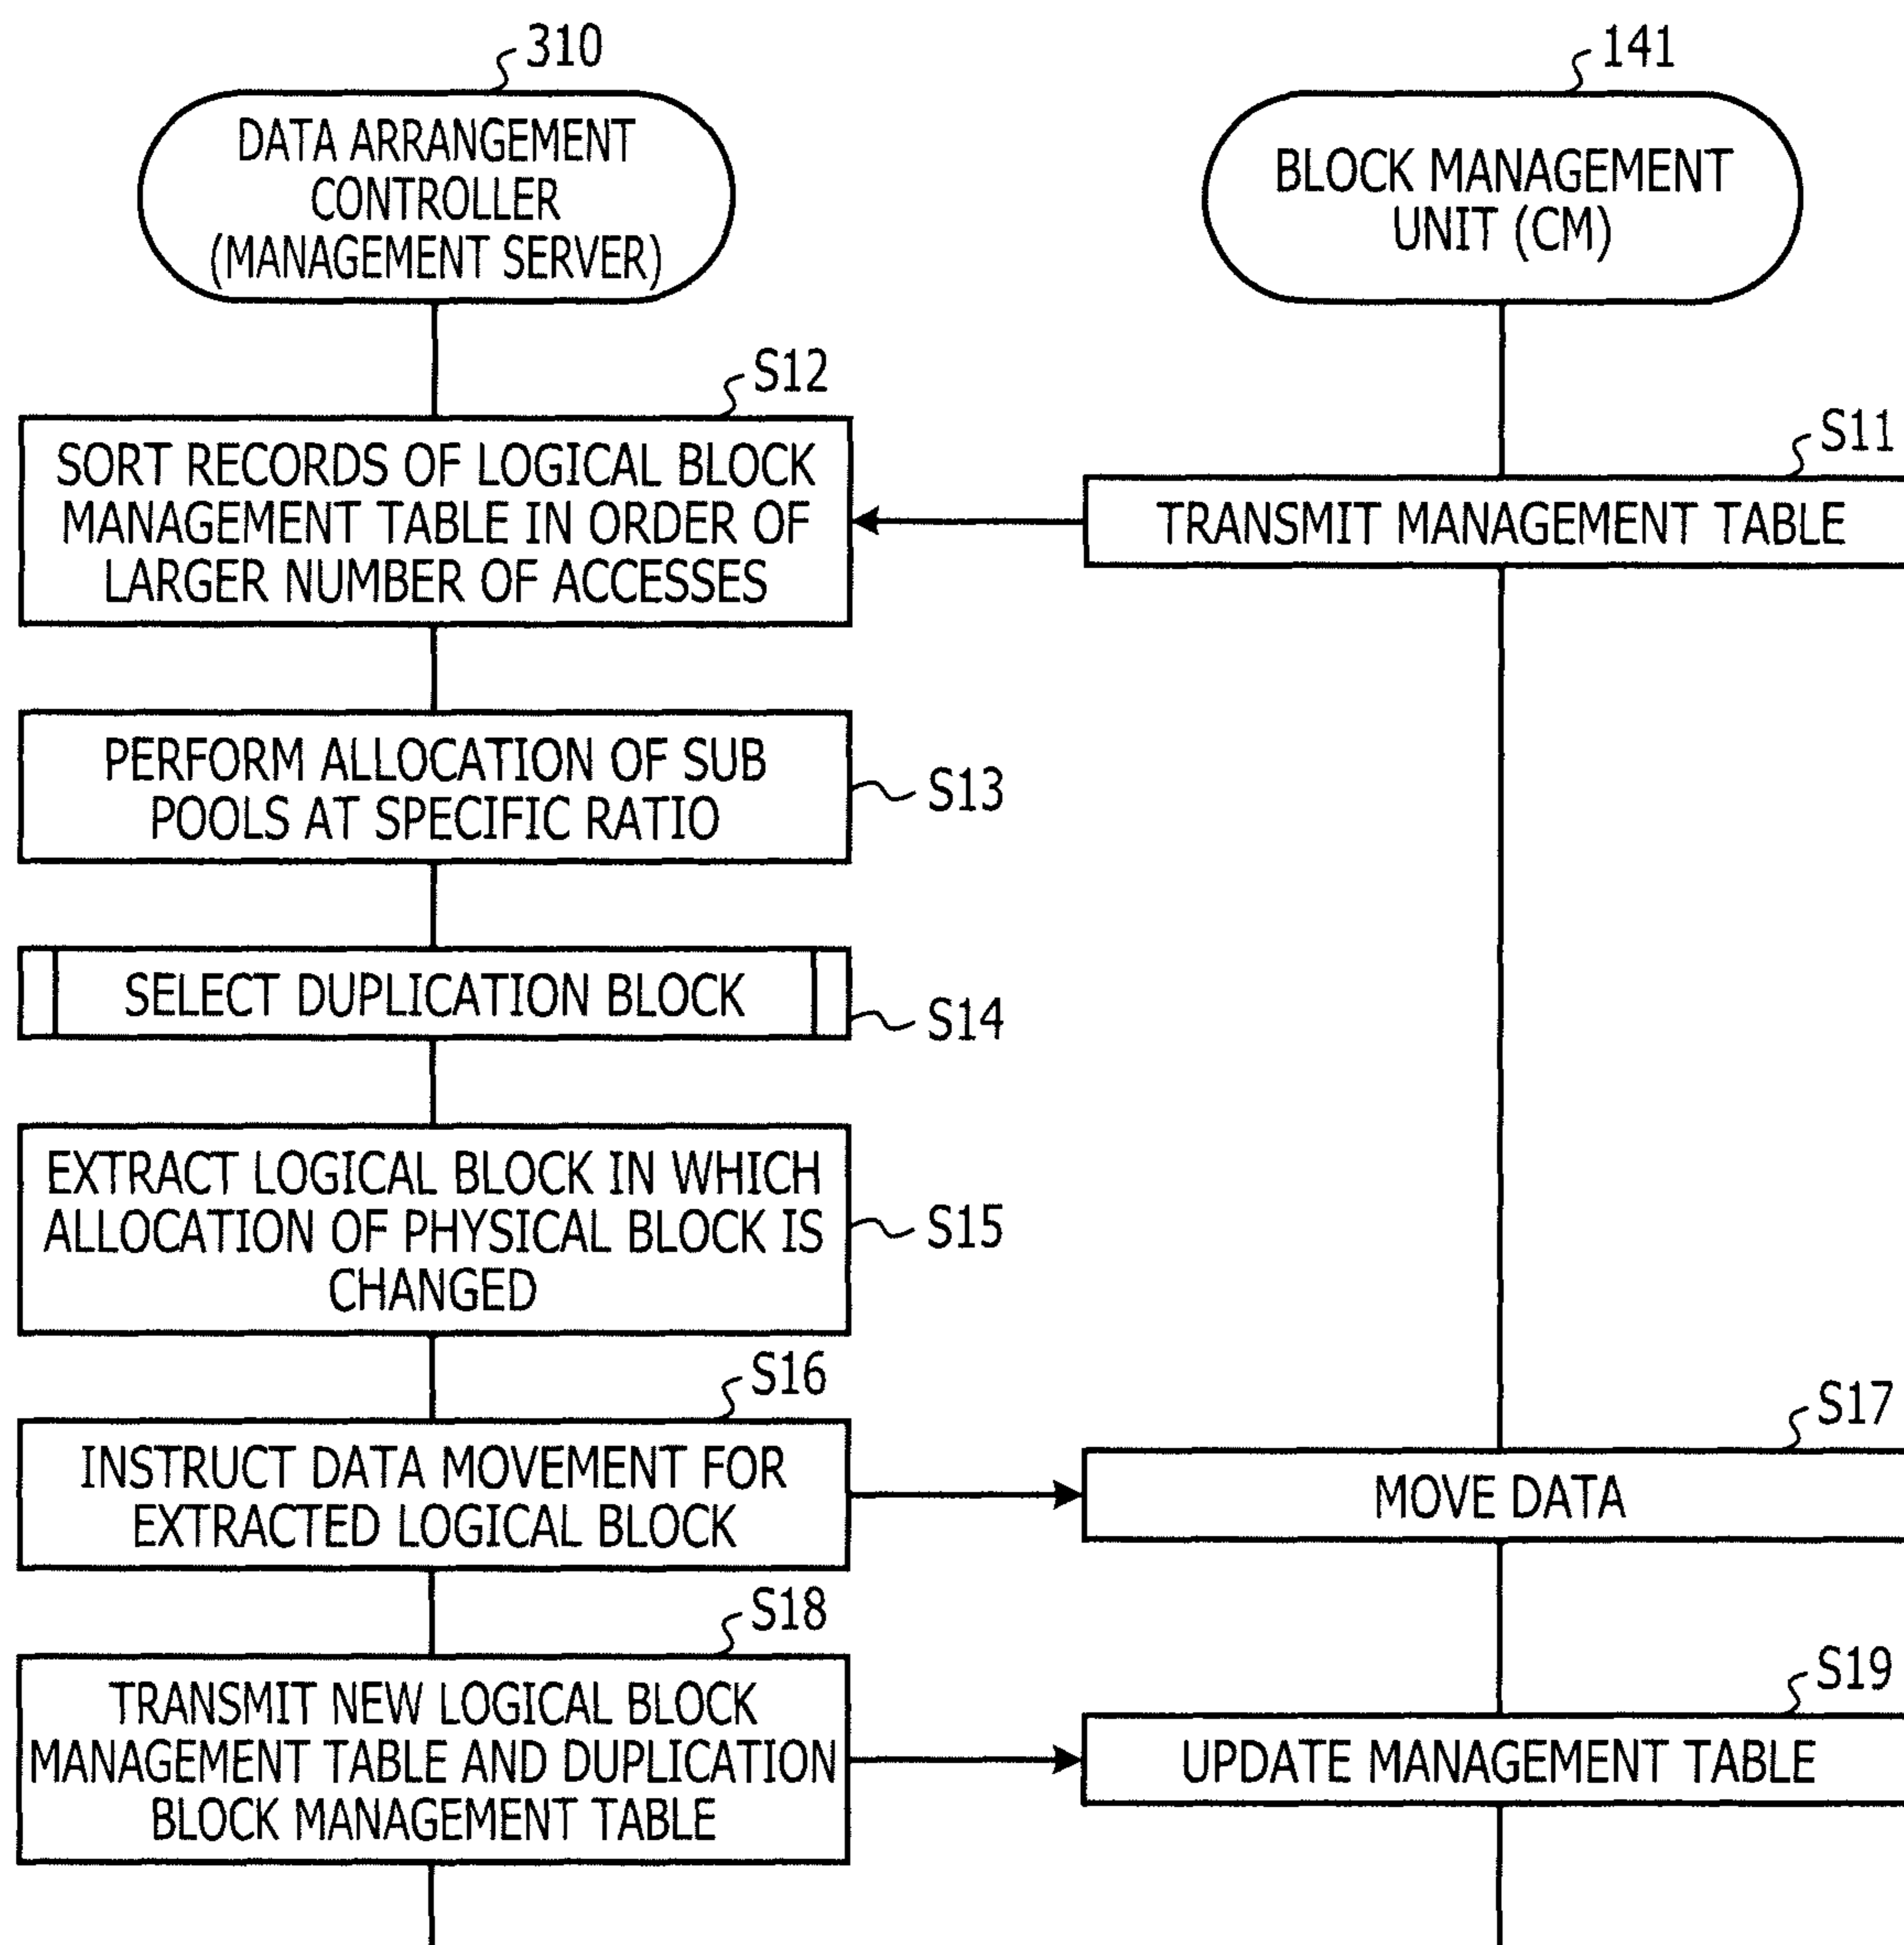 310
DATA ARRANGEMENT
CONTROLLER
(MANAGEMENT SERVER)
141
BLOCK MANAGEMENT
UNIT (CM)
S12
SORT RECORDS OF LOGICAL BLOCK
MANAGEMENT TABLE IN ORDER OF
LARGER NUMBER OF ACCESSES
S11
TRANSMIT MANAGEMENT TABLE
PERFORM ALLOCATION OF SUB
POOLS AT SPECIFIC RATIO
S13
SELECT DUPLICATION BLOCK
S14
EXTRACT LOGICAL BLOCK IN WHICH
ALLOCATION OF PHYSICAL BLOCK IS
CHANGED
S15
S16
INSTRUCT DATA MOVEMENT FOR
EXTRACTED LOGICAL BLOCK
S17
MOVE DATA
S18
TRANSMIT NEW LOGICAL BLOCK
MANAGEMENT TABLE AND DUPLICATION
BLOCK MANAGEMENT TABLE
S19
UPDATE MANAGEMENT TABLE